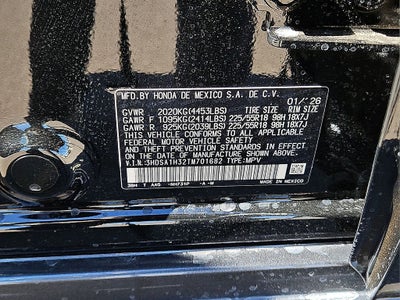 MFD.BY HONDA DE MEXICO S.A. DE C.V.
01/'26
GVWR 2020KG(4453LBS) TIRE SIZE RIM SIZE
GAWR F 1095KG(2414LBS) 225/55R18 98H 18X7J
GAWR R 925KG(2039LBS) 225/55R18 98H 18X7J
THIS VEHICLE CONFORMS TO ALL APPLICABLE
FEDERAL MOTOR VEHICLE SAFETY,
BUMPER, AND THEFT PREVENTION STANDARDS
IN EFFECT ON THE DATE OF MANUFACTURE
SHOWN ABOVE.
TYPE:MPV
MADE IN MEXICO